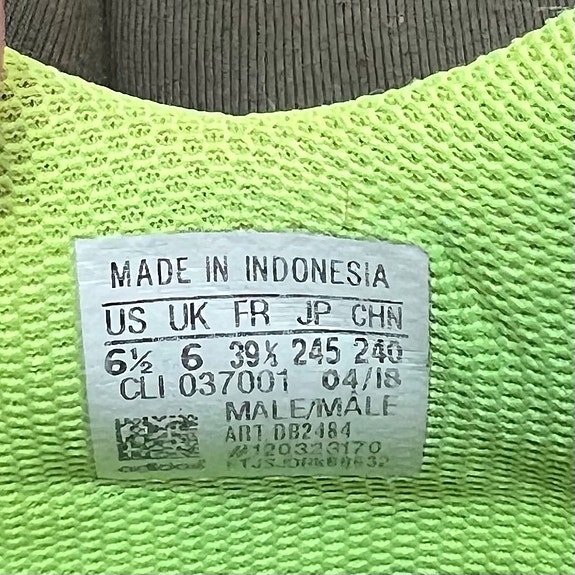 MADE IN INDONESIA
US UK FR JP CHN
6½ 6 39⅓ 245 240
CLI 037001 04/18
MALE/MÂLE
ART DB2484
adidas